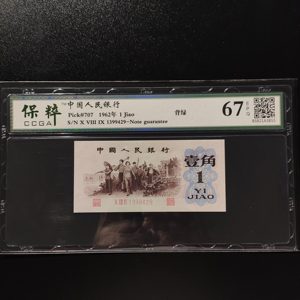 保粹
CCGA
中国人民银行
Pick#707 1962年 1 Jiao
背绿
S/N X VIII IX 1399429-Note guarantee
67
中国人民银行
壹角
1
YI
JIAO